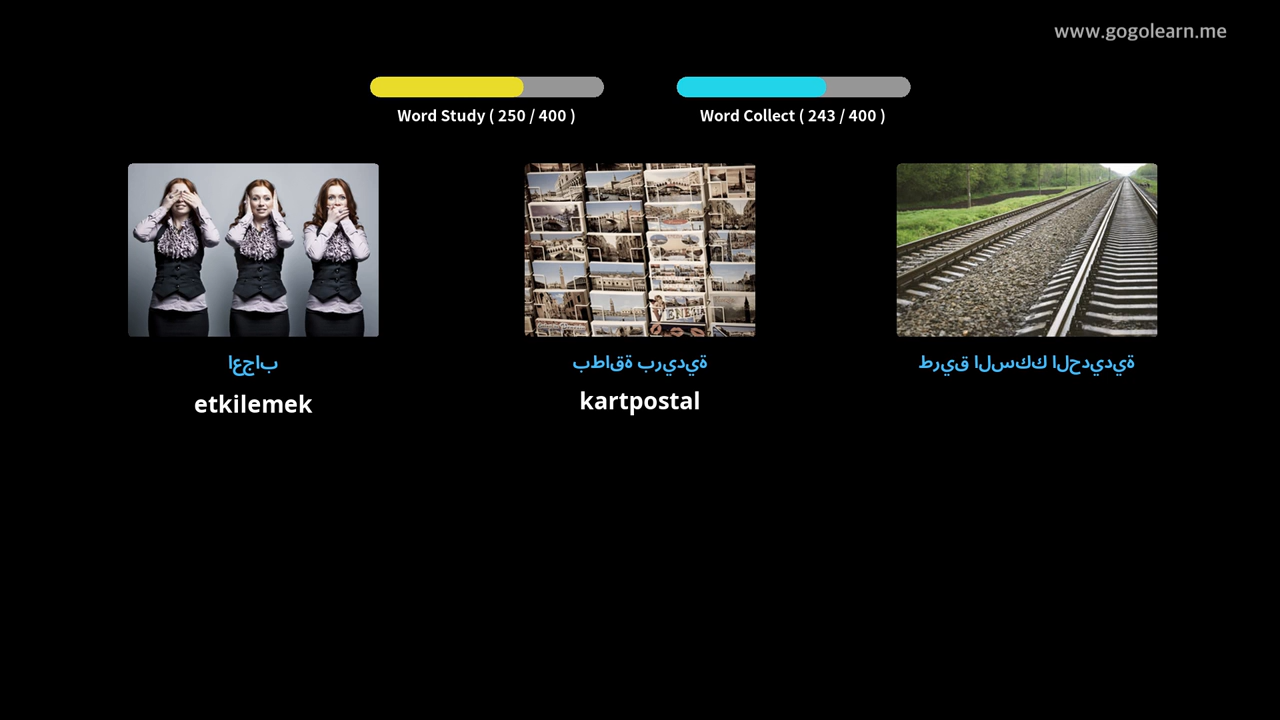 www.gogolearn.me
Word Study ( 250 / 400 )
Word Collect ( 243 / 400 )
اعجاب
بطاقة بريدية
طريق السكك الحديدية
etkilemek
kartpostal